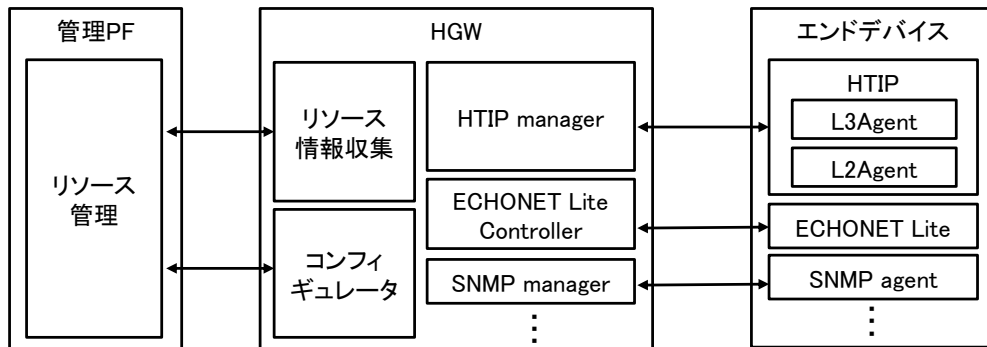 管理PF
リソース
管理
HGW
リソース
情報収集
コンフィ
ギュレータ
HTIP manager
ECHONET Lite
Controller
SNMP manager
⋮
エンドデバイス
HTIP
L3Agent
L2Agent
ECHONET Lite
SNMP agent
⋮